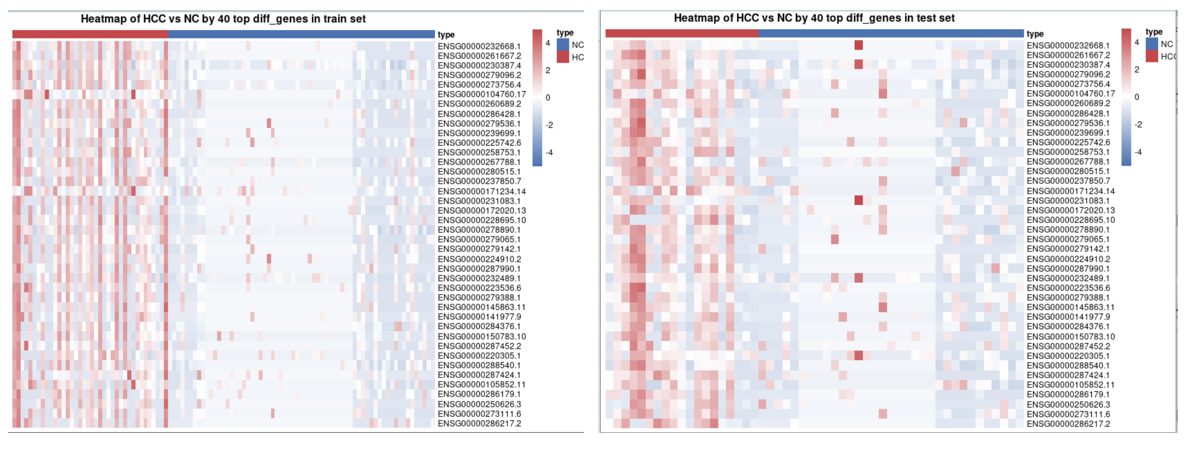 Heatmap of HCC vs NC by 40 top diff_genes in train set
type
ENSG00000232668.1
ENSG00000261667.2
ENSG00000230387.4
ENSG00000279096.2
ENSG00000273756.4
ENSG00000104760.17
ENSG00000260689.2
ENSG00000286428.1
ENSG00000279536.1
ENSG00000239699.1
ENSG00000225742.6
ENSG00000258753.1
ENSG00000267788.1
ENSG00000280515.1
ENSG00000237850.7
ENSG00000171234.14
ENSG00000231083.1
ENSG00000172020.13
ENSG00000228695.10
ENSG00000278890.1
ENSG00000279065.1
ENSG00000279142.1
ENSG00000224910.2
ENSG00000287990.1
ENSG00000232489.1
ENSG00000223536.6
ENSG00000279388.1
ENSG00000145863.11
ENSG00000141977.9
ENSG00000284376.1
ENSG00000150783.10
ENSG00000287452.2
ENSG00000220305.1
ENSG00000288540.1
ENSG00000287424.1
ENSG00000105852.11
ENSG00000286179.1
ENSG00000250626.3
ENSG00000273111.6
ENSG00000286217.2
4
2
0
-2
-4
type
NC
HC
Heatmap of HCC vs NC by 40 top diff_genes in test set
type
ENSG00000232668.1
ENSG00000261667.2
ENSG00000230387.4
ENSG00000279096.2
ENSG00000273756.4
ENSG00000104760.17
ENSG00000260689.2
ENSG00000286428.1
ENSG00000279536.1
ENSG00000239699.1
ENSG00000225742.6
ENSG00000258753.1
ENSG00000267788.1
ENSG00000280515.1
ENSG00000237850.7
ENSG00000171234.14
ENSG00000231083.1
ENSG00000172020.13
ENSG00000228695.10
ENSG00000278890.1
ENSG00000279065.1
ENSG00000279142.1
ENSG00000224910.2
ENSG00000287990.1
ENSG00000232489.1
ENSG00000223536.6
ENSG00000279388.1
ENSG00000145863.11
ENSG00000141977.9
ENSG00000284376.1
ENSG00000150783.10
ENSG00000287452.2
ENSG00000220305.1
ENSG00000288540.1
ENSG00000287424.1
ENSG00000105852.11
ENSG00000286179.1
ENSG00000250626.3
ENSG00000273111.6
ENSG00000286217.2
4
2
0
-2
-4
type
NC
HC